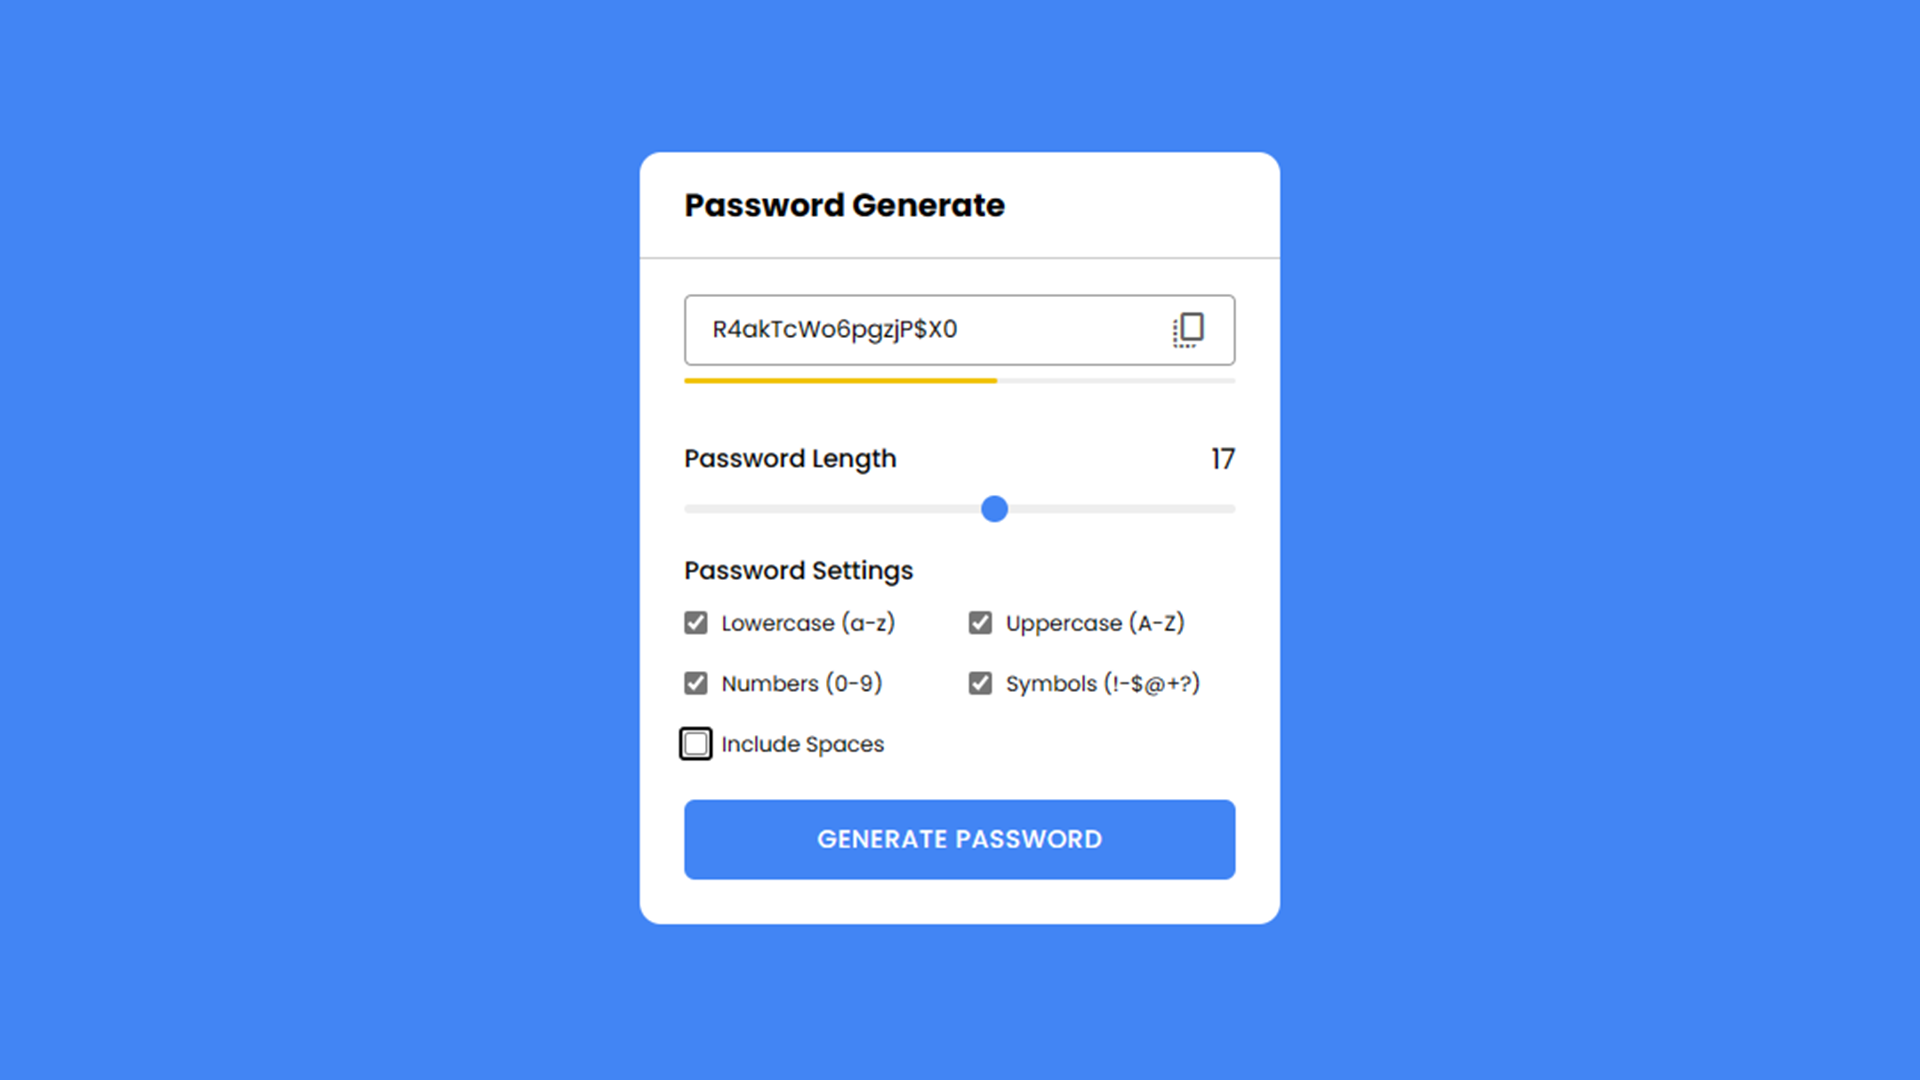 Password Generate
R4akTcWo6pgzjP$X0
Password Length 17
Password Settings
Lowercase (a-z) Uppercase (A-Z)
Numbers (0-9) Symbols (!-$@+?)
Include Spaces
GENERATE PASSWORD